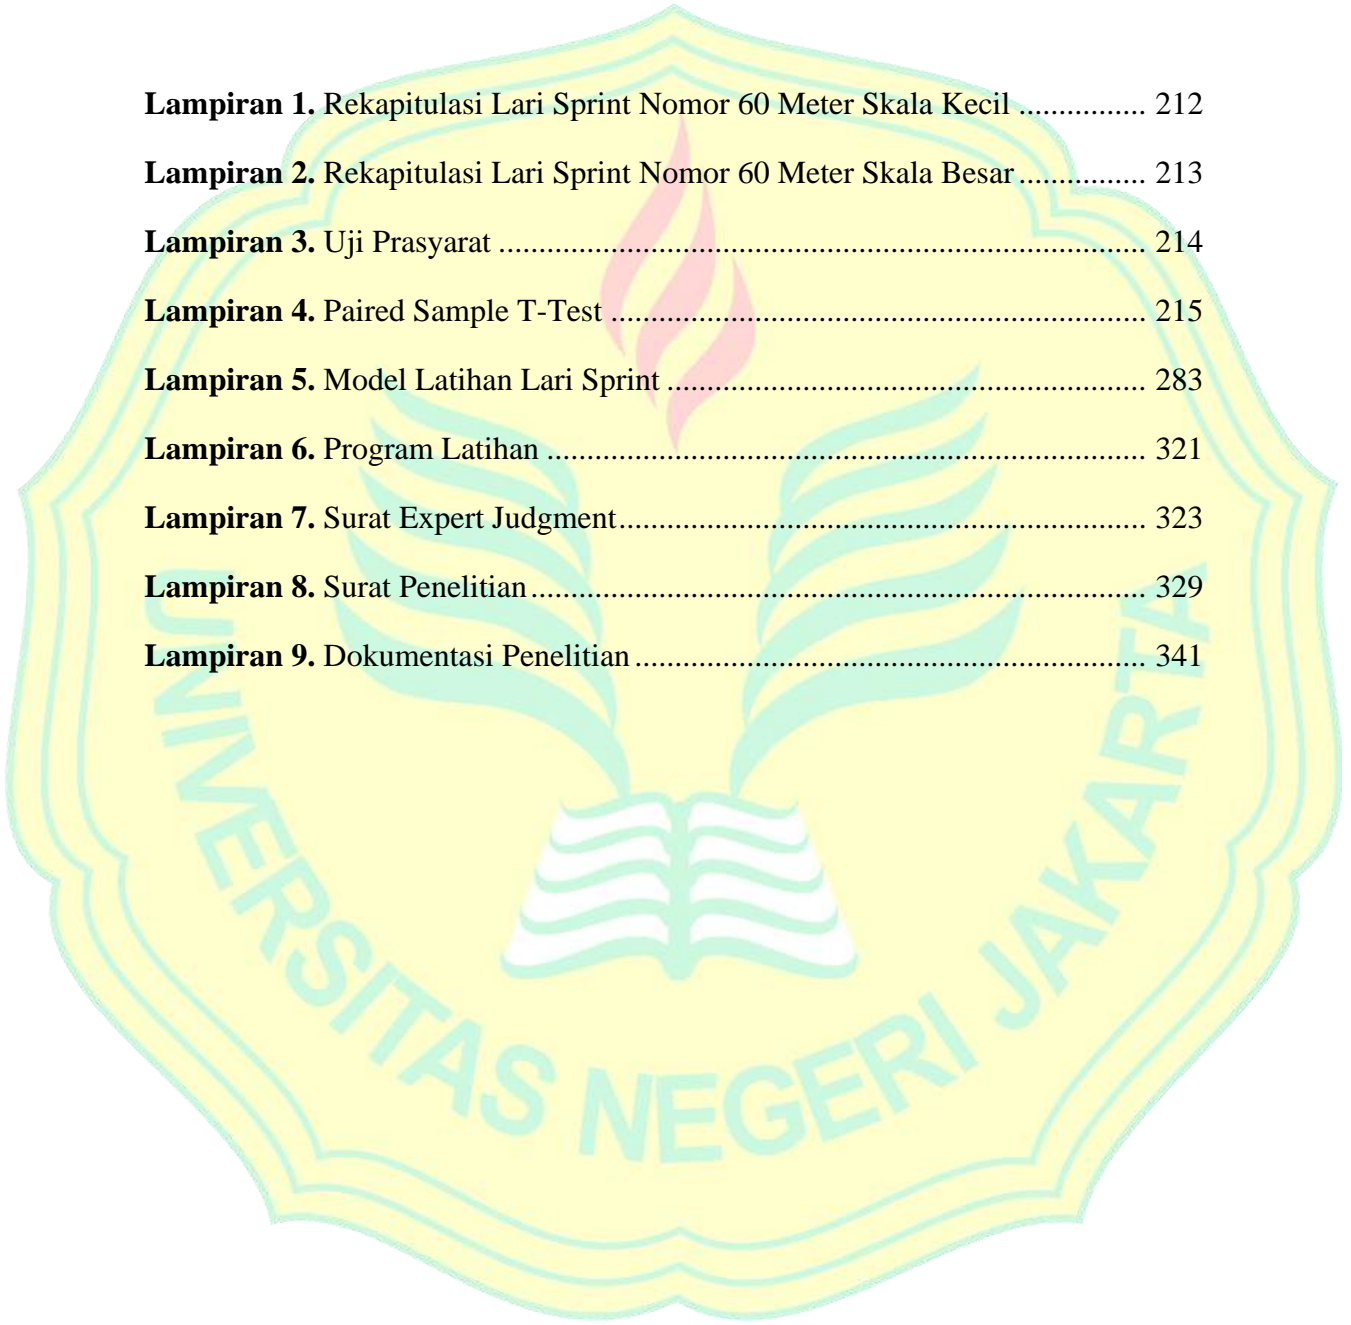 Lampiran 1. Rekapitulasi Lari Sprint Nomor 60 Meter Skala Kecil ................ 212
Lampiran 2. Rekapitulasi Lari Sprint Nomor 60 Meter Skala Besar ................ 213
Lampiran 3. Uji Prasyarat ................................................................................. 214
Lampiran 4. Paired Sample T-Test ................................................................... 215
Lampiran 5. Model Latihan Lari Sprint ............................................................ 283
Lampiran 6. Program Latihan ........................................................................... 321
Lampiran 7. Surat Expert Judgment .................................................................. 323
Lampiran 8. Surat Penelitian ............................................................................. 329
Lampiran 9. Dokumentasi Penelitian ................................................................ 341
UNIVERSITAS NEGERI JAKARTA